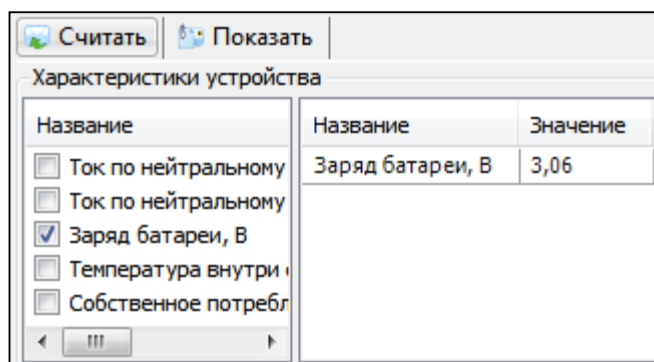 Считать Показать
Характеристики устройства
Название
Ток по нейтральному
Ток по нейтральному
Заряд батареи, В
Температура внутри
Собственное потребл
Название Значение
Заряд батареи, В 3,06